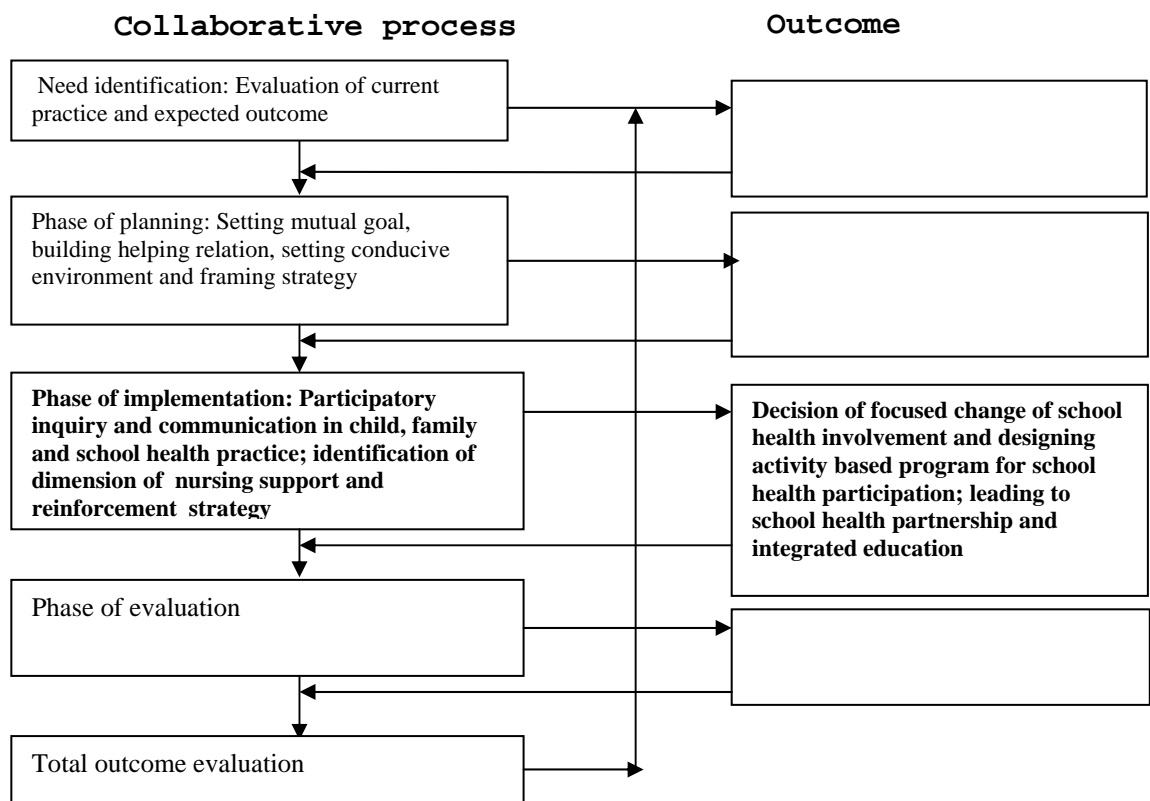 Collaborative process
Outcome
Need identification: Evaluation of current
practice and expected outcome
Phase of planning: Setting mutual goal,
building helping relation, setting conducive
environment and framing strategy
Phase of implementation: Participatory
inquiry and communication in child, family
and school health practice; identification of
dimension of nursing support and
reinforcement strategy
Decision of focused change of school
health involvement and designing
activity based program for school
health participation; leading to
school health partnership and
integrated education
Phase of evaluation
Total outcome evaluation